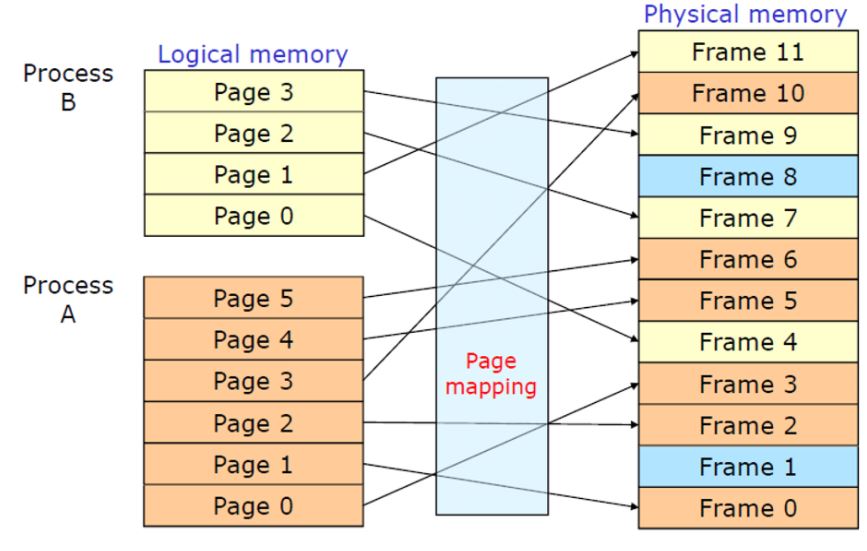 Physical memory
Logical memory
Process
B
Page 3
Page 2
Page 1
Page 0
Process
A
Page 5
Page 4
Page 3
Page 2
Page 1
Page 0
Page
mapping
Frame 11
Frame 10
Frame 9
Frame 8
Frame 7
Frame 6
Frame 5
Frame 4
Frame 3
Frame 2
Frame 1
Frame 0